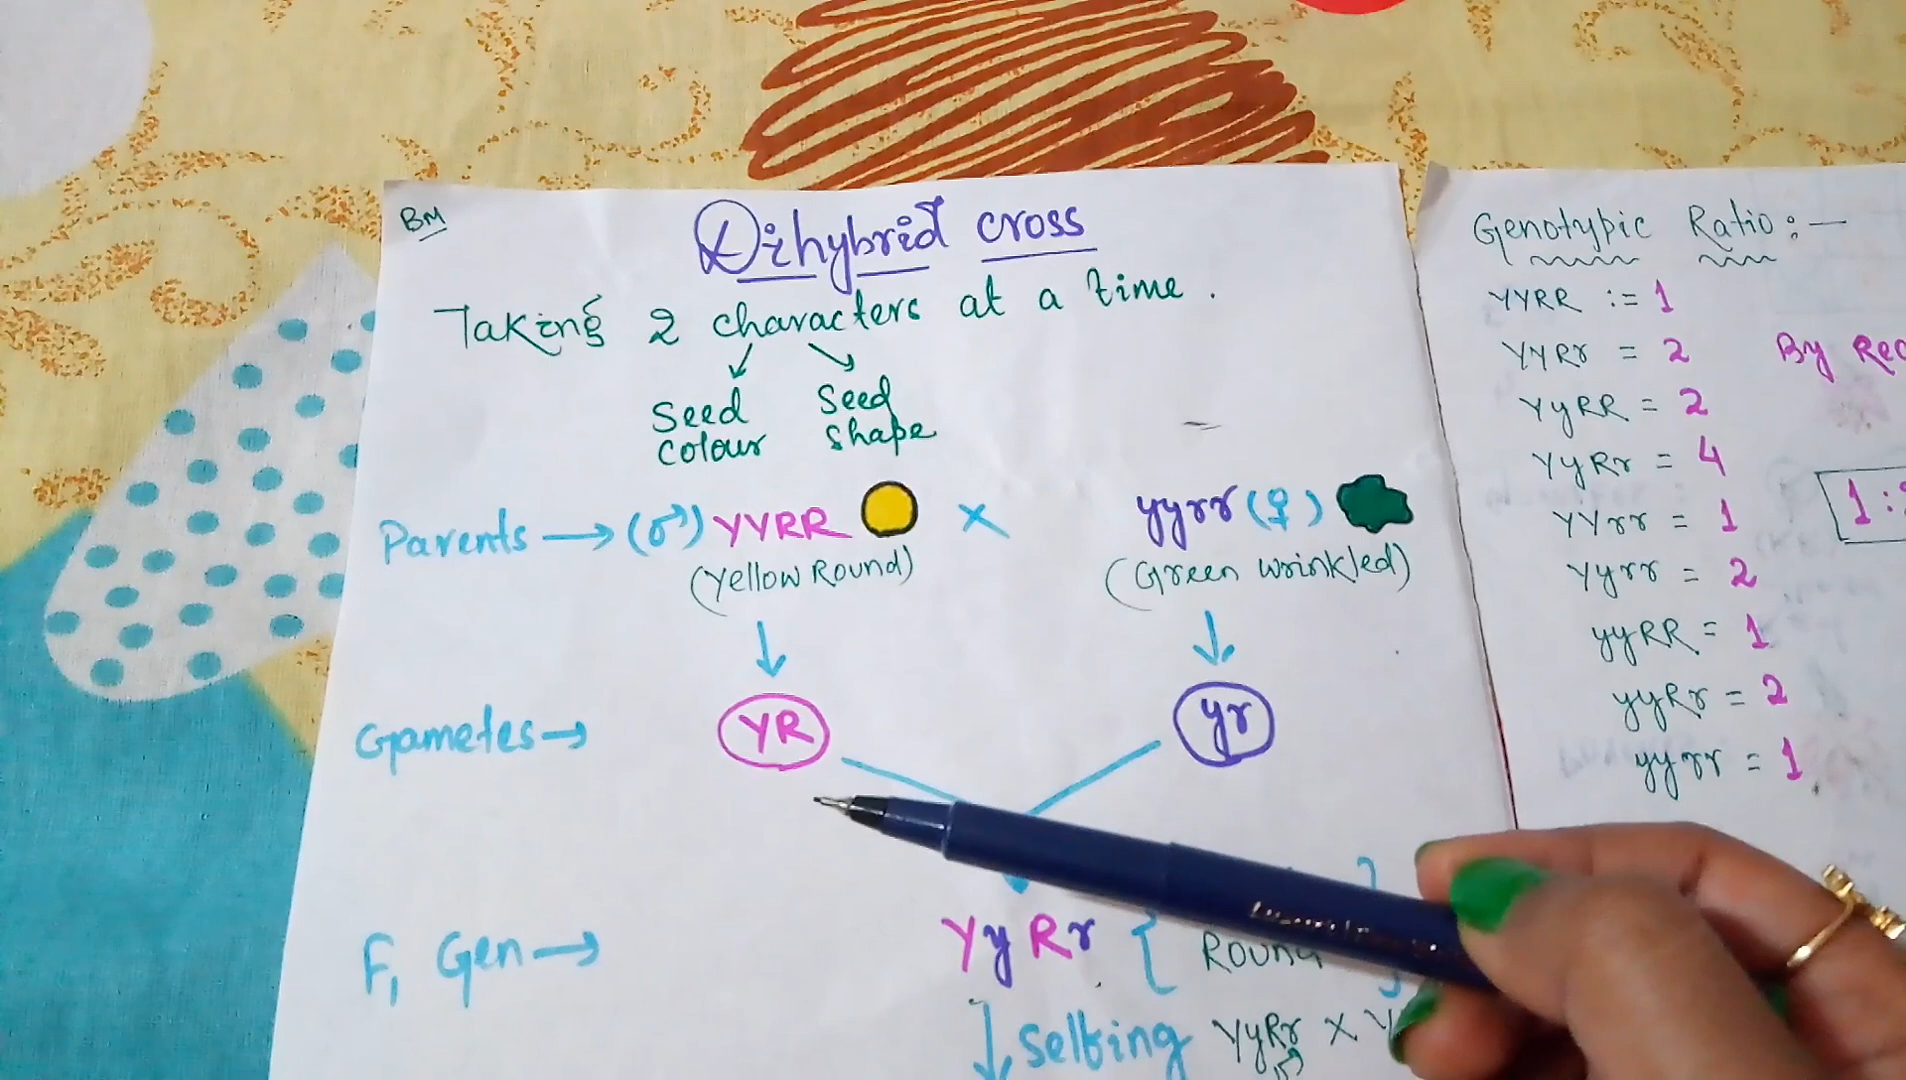 BM
Dihybrid cross
Taking 2 characters at a time.
Seed colour
Seed shape
Parents → (♂) YYRR × yyrr (♀)
(Yellow Round) (Green wrinkled)
Gametes → YR yr
F1 Gen → YyRr { Round }
Selfing YyRr ×
♂
Genotypic Ratio :-
YYRR := 1
YYRr = 2
YyRR = 2
YyRr = 4
YYrr = 1
Yyrr = 2
yyRR = 1
yyRr = 2
yyrr = 1
By
1 :